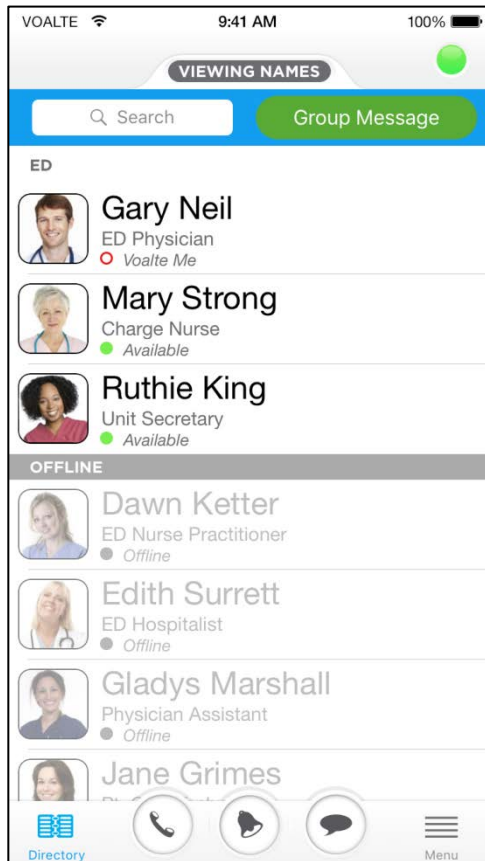 VOALTE 9:41 AM 100%
VIEWING NAMES
Search Group Message
ED
Gary Neil
ED Physician
Voalte Me
Mary Strong
Charge Nurse
Available
Ruthie King
Unit Secretary
Available
OFFLINE
Dawn Ketter
ED Nurse Practitioner
Offline
Edith Surrett
ED Hospitalist
Offline
Gladys Marshall
Physician Assistant
Offline
Jane Grimes
Directory Menu